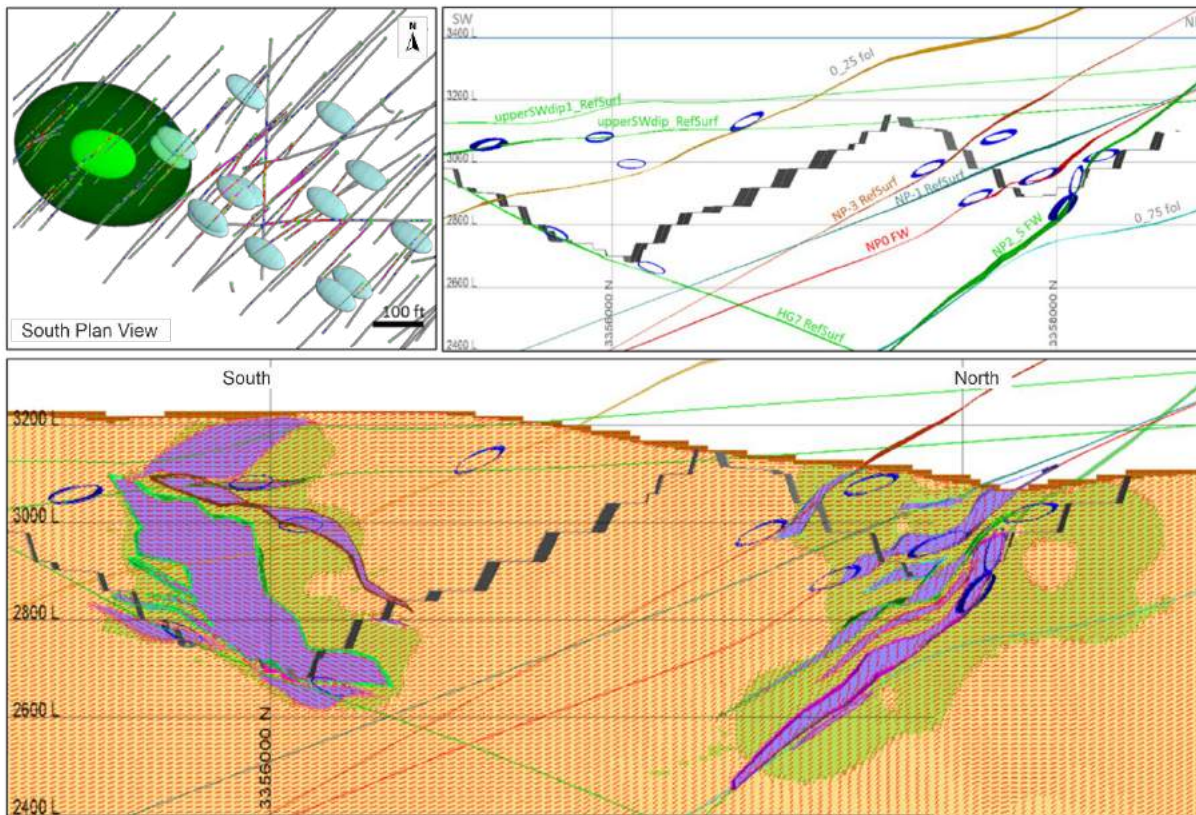 N
100 ft
South Plan View
SW
3400 L
3200 L
3000 L
2800 L
2600 L
2400 L
0_25 fol
upperSWdip1_RefSurf
upperSWdip_RefSurf
NP-3 RefSurf
NP-1 RefSurf
NP0 FW
NP2_5 FW
0_75 fol
HG7 RefSurf
3356000 N
3358000 N
South
North
3200 L
3000 L
2800 L
2600 L
2400 L
3356000 N